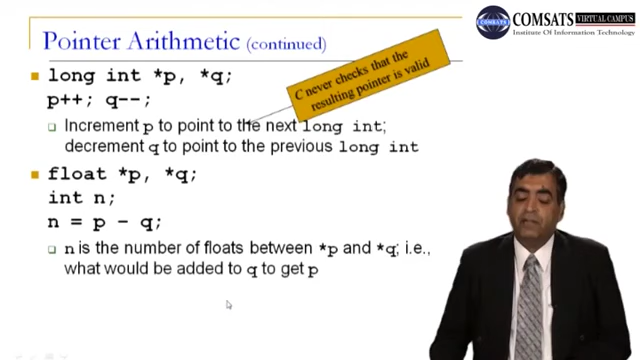 COMSATS
COMSATS VIRTUAL CAMPUS
Institute Of Information Technology
Pointer Arithmetic (continued)
long int *p, *q;
p++; q--;
C never checks that the
resulting pointer is valid
Increment p to point to the next long int;
decrement q to point to the previous long int
float *p, *q;
int n;
n = p - q;
n is the number of floats between *p and *q; i.e.,
what would be added to q to get p